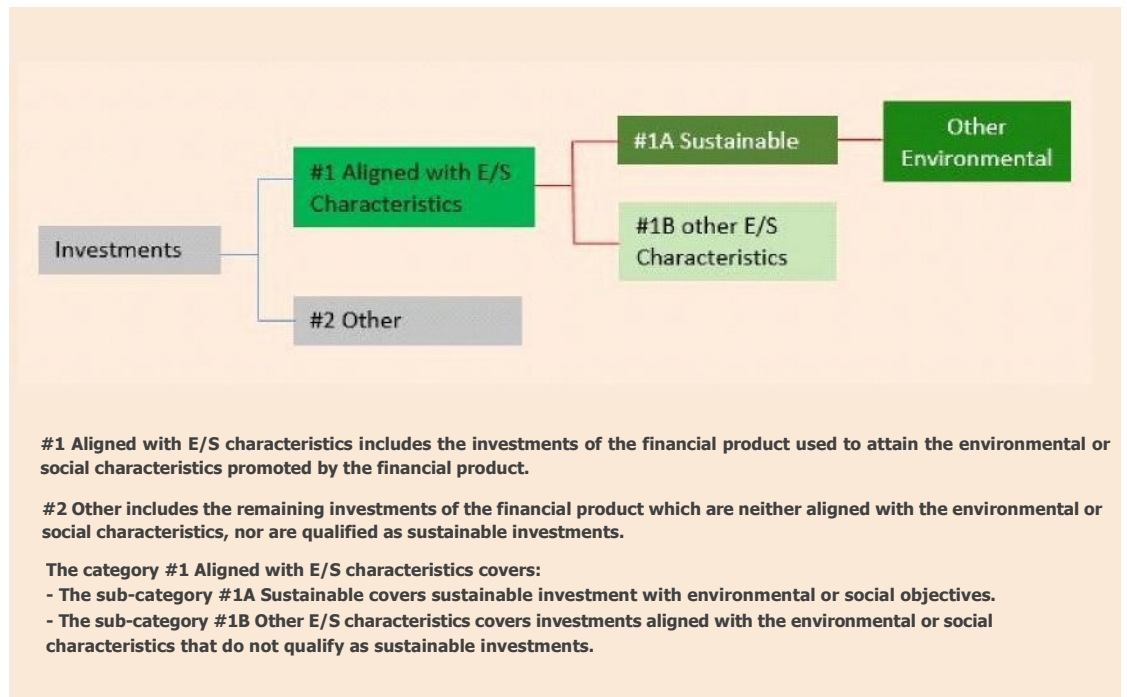 Other
Environmental
#1A Sustainable
#1 Aligned with E/S
Characteristics
#1B other E/S
Characteristics
Investments
#2 Other
#1 Aligned with E/S characteristics includes the investments of the financial product used to attain the environmental or
social characteristics promoted by the financial product.
#2 Other includes the remaining investments of the financial product which are neither aligned with the environmental or
social characteristics, nor are qualified as sustainable investments.
The category #1 Aligned with E/S characteristics covers:
- The sub-category #1A Sustainable covers sustainable investment with environmental or social objectives.
- The sub-category #1B Other E/S characteristics covers investments aligned with the environmental or social
characteristics that do not qualify as sustainable investments.